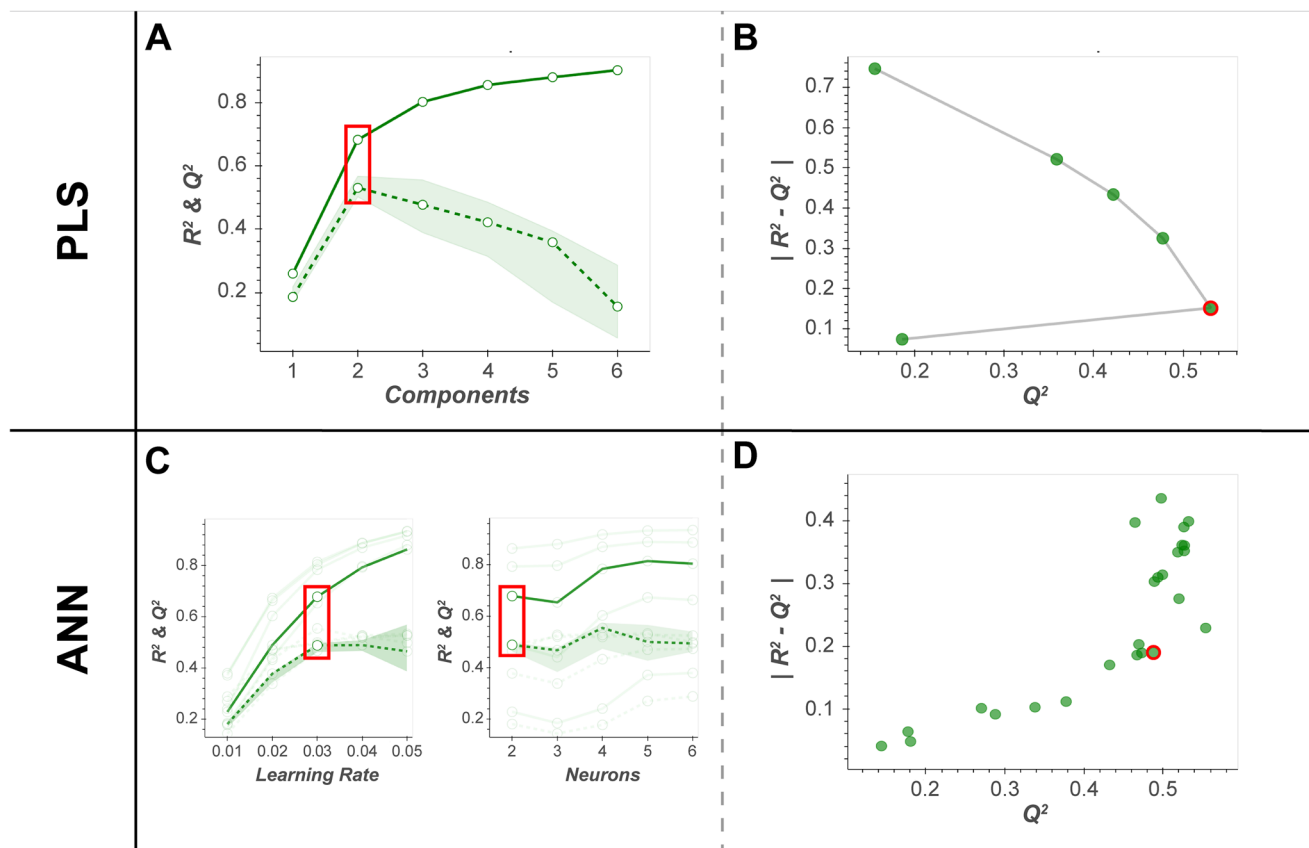 PLS
A
R² & Q²
0.8
0.6
0.4
0.2
1 2 3 4 5 6
Components
B
| R² - Q² |
0.7
0.6
0.5
0.4
0.3
0.2
0.1
0.2 0.3 0.4 0.5
Q²
ANN
C
R² & Q²
0.8
0.6
0.4
0.2
0.01 0.02 0.03 0.04 0.05
Learning Rate
R² & Q²
0.8
0.6
0.4
0.2
2 3 4 5 6
Neurons
D
| R² - Q² |
0.4
0.3
0.2
0.1
0.2 0.3 0.4 0.5
Q²